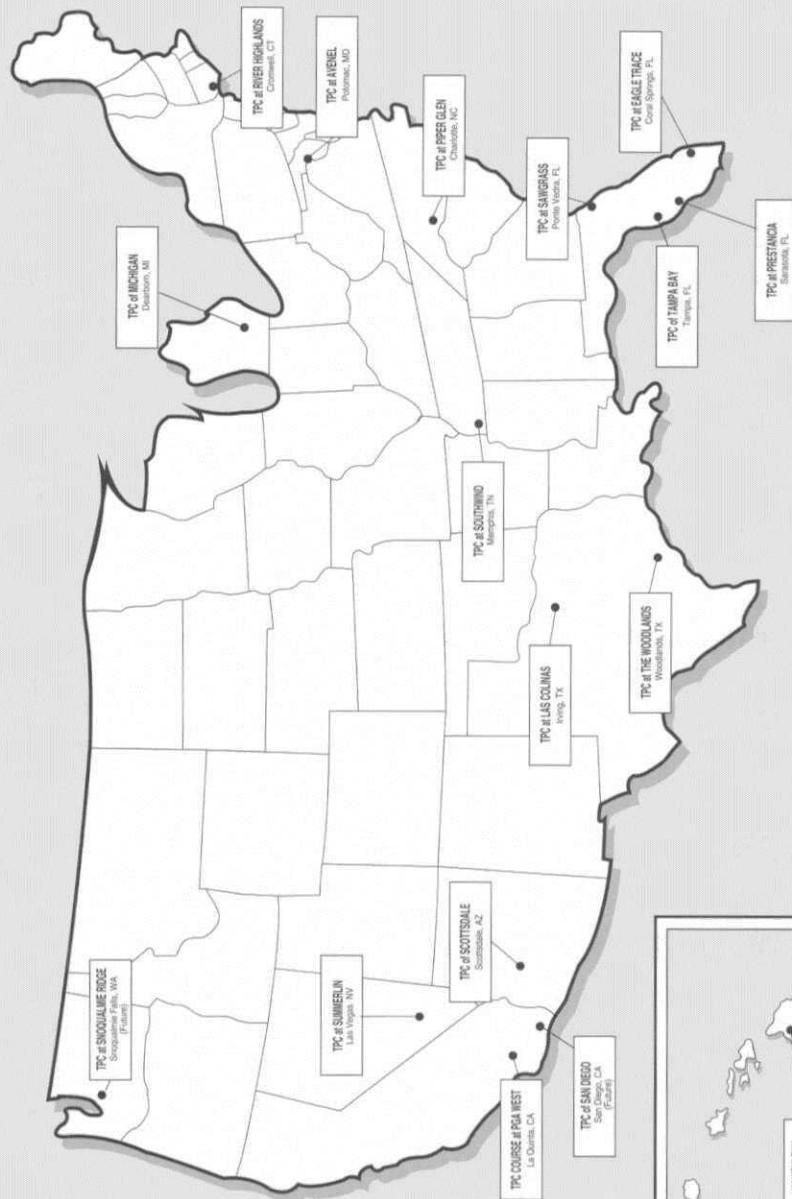 TPC at SNOQUALMIE RIDGE
Snoqualmie Falls, WA
(Future)
TPC of MICHIGAN
Dearborn, MI
TPC at RIVER HIGHLANDS
Cromwell, CT
TPC at AVENEL
Potomac, MD
TPC at SUMMERLIN
Las Vegas, NV
TPC at PIPER GLEN
Charlotte, NC
TPC of SCOTTSDALE
Scottsdale, AZ
TPC at SOUTHWIND
Memphis, TN
TPC COURSE at PGA WEST
La Quinta, CA
TPC at LAS COLINAS
Irving, TX
TPC at SAWGRASS
Ponte Vedra, FL
TPC of SAN DIEGO
San Diego, CA
(Future)
TPC at THE WOODLANDS
Woodlands, TX
TPC of TAMPA BAY
Tampa, FL
TPC at EAGLE TRACE
Coral Springs, FL
TPC at PRESTANCIA
Sarasota, FL